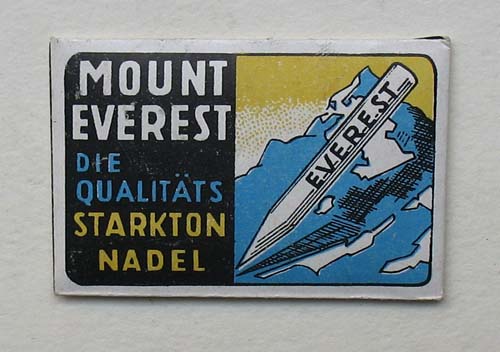 MOUNT
EVEREST
DIE
QUALITÄTS
STARKTON
NADEL
EVEREST